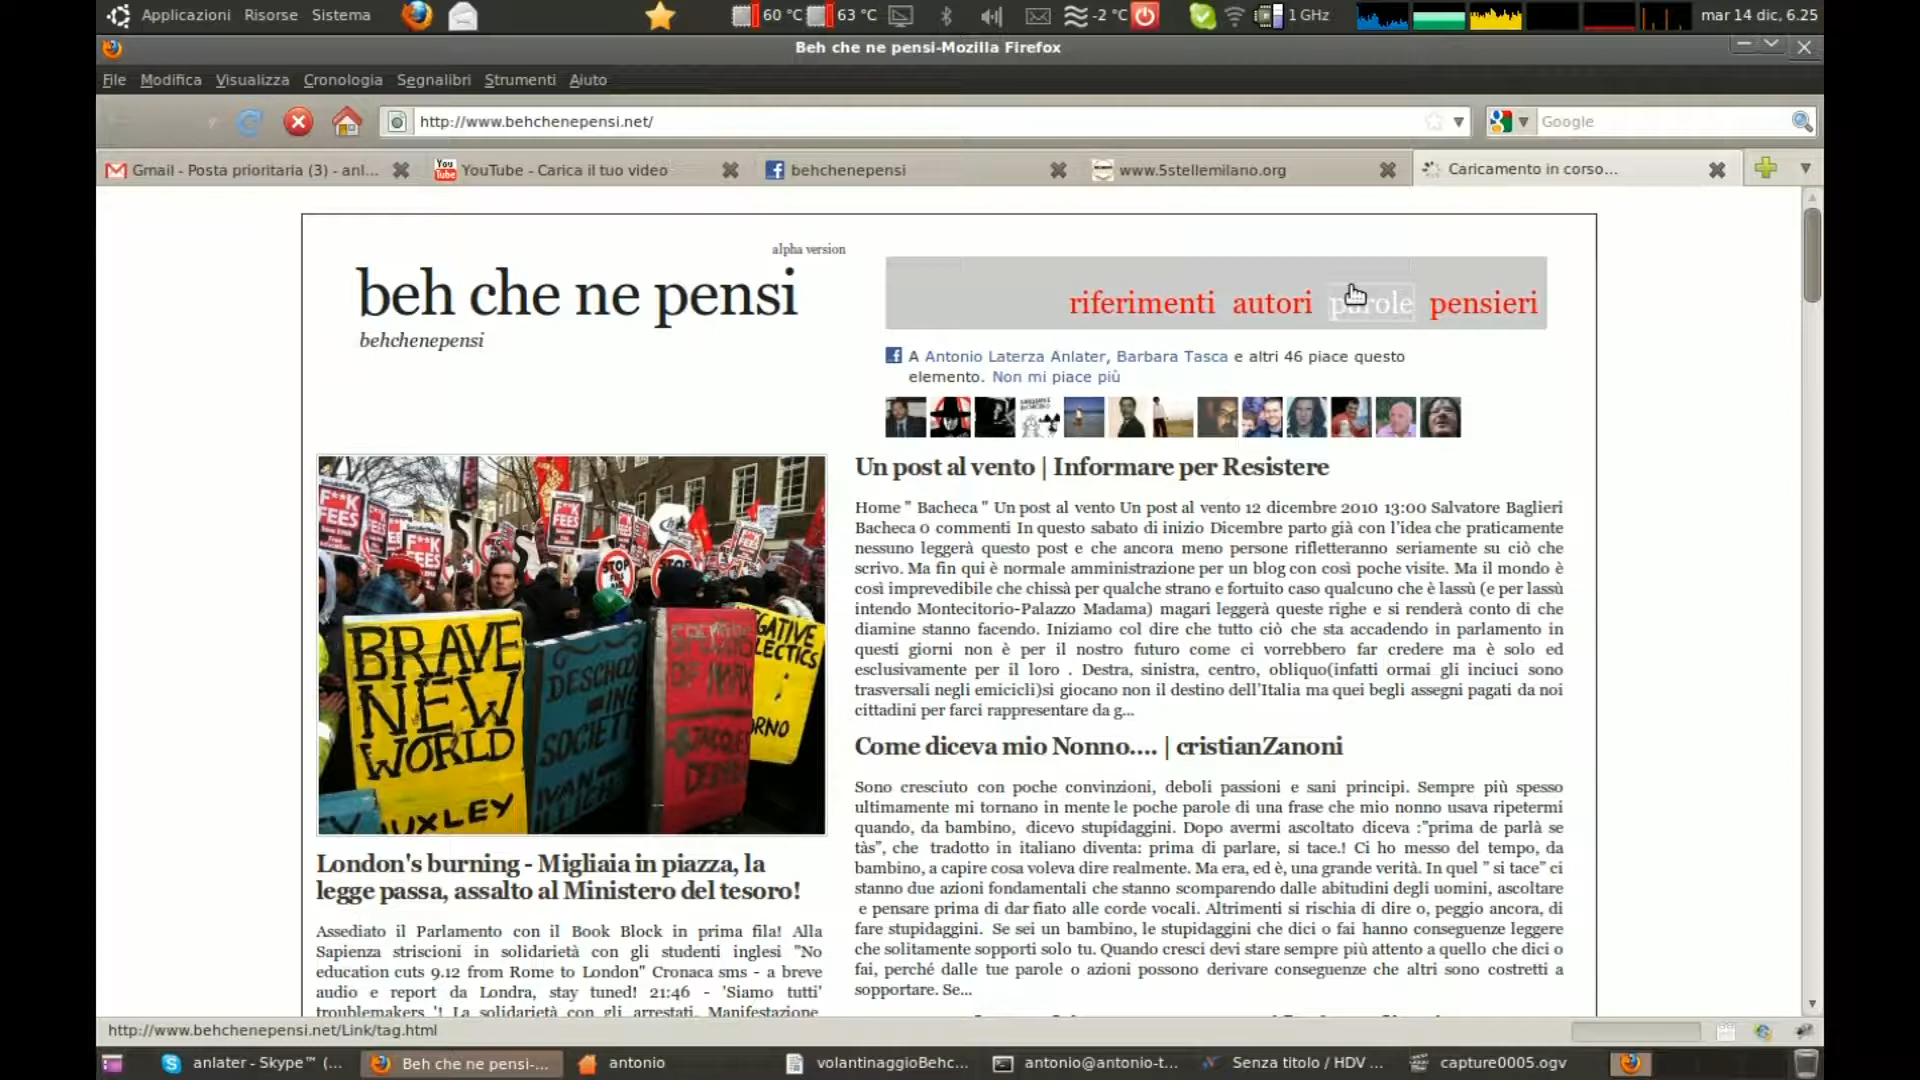 Applicazioni Risorse Sistema 60 °C 63 °C -2 °C 1 GHz mar 14 dic, 6.25
Beh che ne pensi-Mozilla Firefox
File Modifica Visualizza Cronologia Segnalibri Strumenti Aiuto
http://www.behchenepensi.net/ Google
Gmail - Posta prioritaria (3) - anl... YouTube - Carica il tuo video behchenepensi www.5stellemilano.org Caricamento in corso...
alpha version
beh che ne pensi
behchenepensi
riferimenti autori parole pensieri
A Antonio Laterza Anlater, Barbara Tasca e altri 46 piace questo
elemento. Non mi piace più
F**K FEES
F**K FEES
STOP
BRAVE
NEW
WORLD
HUXLEY
DESCHOOL
ING
SOCIETY
IVAN
London's burning - Migliaia in piazza, la
legge passa, assalto al Ministero del tesoro!
Assediato il Parlamento con il Book Block in prima fila! Alla
Sapienza striscioni in solidarietà con gli studenti inglesi "No
education cuts 9.12 from Rome to London" Cronaca sms - a breve
audio e report da Londra, stay tuned! 21:46 - 'Siamo tutti'
troublemakers '! La solidarietà con gli arrestati. Manifestazione
Un post al vento | Informare per Resistere
Home " Bacheca " Un post al vento Un post al vento 12 dicembre 2010 13:00 Salvatore Baglieri
Bacheca 0 commenti In questo sabato di inizio Dicembre parto già con l'idea che praticamente
nessuno leggerà questo post e che ancora meno persone rifletteranno seriamente su ciò che
scrivo. Ma fin qui è normale amministrazione per un blog con così poche visite. Ma il mondo è
così imprevedibile che chissà per qualche strano e fortuito caso qualcuno che è lassù (e per lassù
intendo Montecitorio-Palazzo Madama) magari leggerà queste righe e si renderà conto di che
diamine stanno facendo. Iniziamo col dire che tutto ciò che sta accadendo in parlamento in
questi giorni non è per il nostro futuro come ci vorrebbero far credere ma è solo ed
esclusivamente per il loro . Destra, sinistra, centro, obliquo(infatti ormai gli inciuci sono
trasversali negli emicicli)si giocano non il destino dell'Italia ma quei begli assegni pagati da noi
cittadini per farci rappresentare da g...
Come diceva mio Nonno.... | cristianZanoni
Sono cresciuto con poche convinzioni, deboli passioni e sani principi. Sempre più spesso
ultimamente mi tornano in mente le poche parole di una frase che mio nonno usava ripetermi
quando, da bambino, dicevo stupidaggini. Dopo avermi ascoltato diceva :"prima de parlà se
tàs", che tradotto in italiano diventa: prima di parlare, si tace.! Ci ho messo del tempo, da
bambino, a capire cosa voleva dire realmente. Ma era, ed è, una grande verità. In quel " si tace" ci
stanno due azioni fondamentali che stanno scomparendo dalle abitudini degli uomini, ascoltare
e pensare prima di dar fiato alle corde vocali. Altrimenti si rischia di dire o, peggio ancora, di
fare stupidaggini. Se sei un bambino, le stupidaggini che dici o fai hanno conseguenze leggere
che solitamente sopporti solo tu. Quando cresci devi stare sempre più attento a quello che dici o
fai, perché dalle tue parole o azioni possono derivare conseguenze che altri sono costretti a
sopportare. Se...
http://www.behchenepensi.net/Link/tag.html
anlater - Skype™ (... Beh che ne pensi-... antonio volantinaggioBehc... antonio@antonio-t... Senza titolo / HDV ... capture0005.ogv